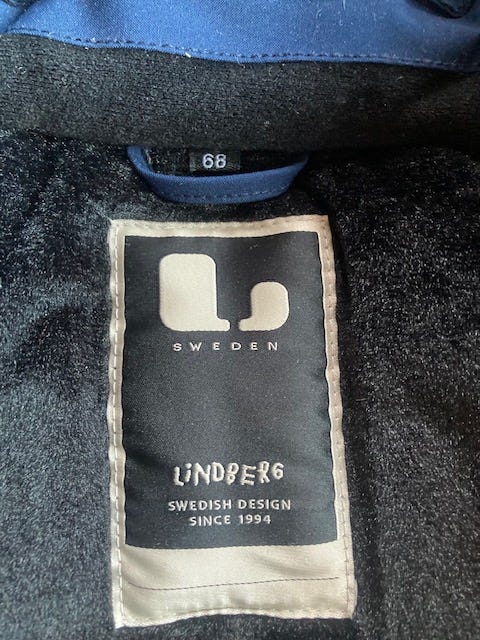 68
SWEDEN
LiNDBERG
SWEDISH DESIGN
SINCE 1994